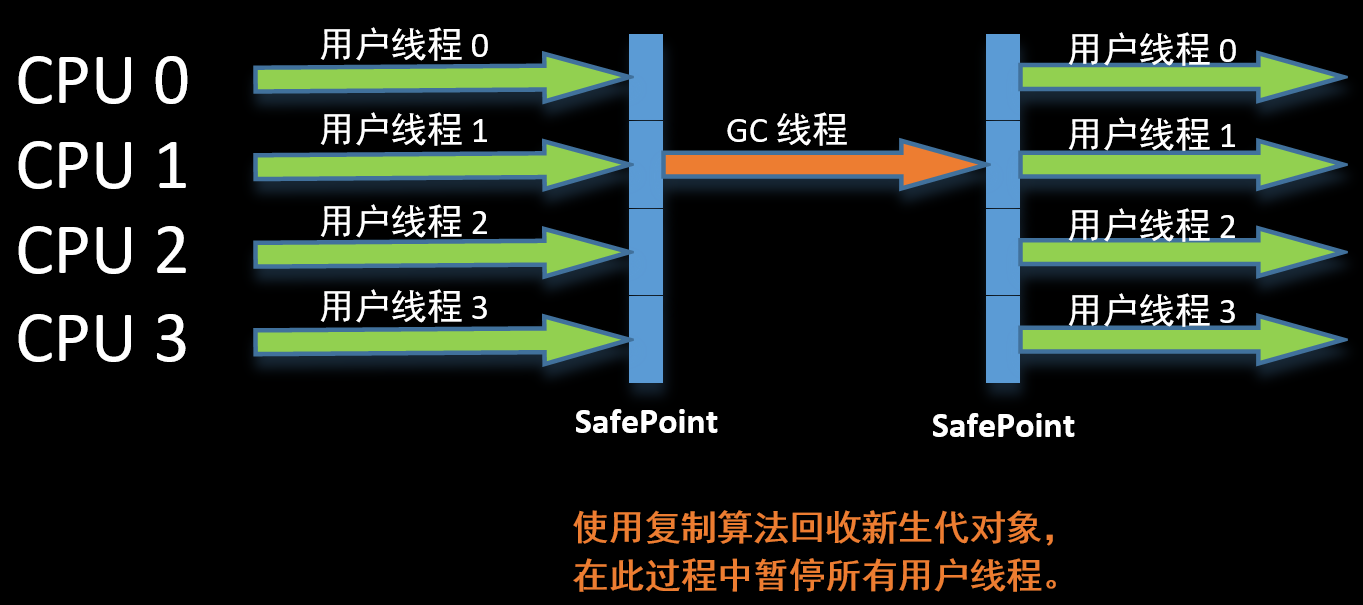 CPU 0
用户线程 0
用户线程 0
CPU 1
用户线程 1
GC 线程
用户线程 1
CPU 2
用户线程 2
用户线程 2
CPU 3
用户线程 3
用户线程 3
SafePoint
SafePoint
使用复制算法回收新生代对象，
在此过程中暂停所有用户线程。